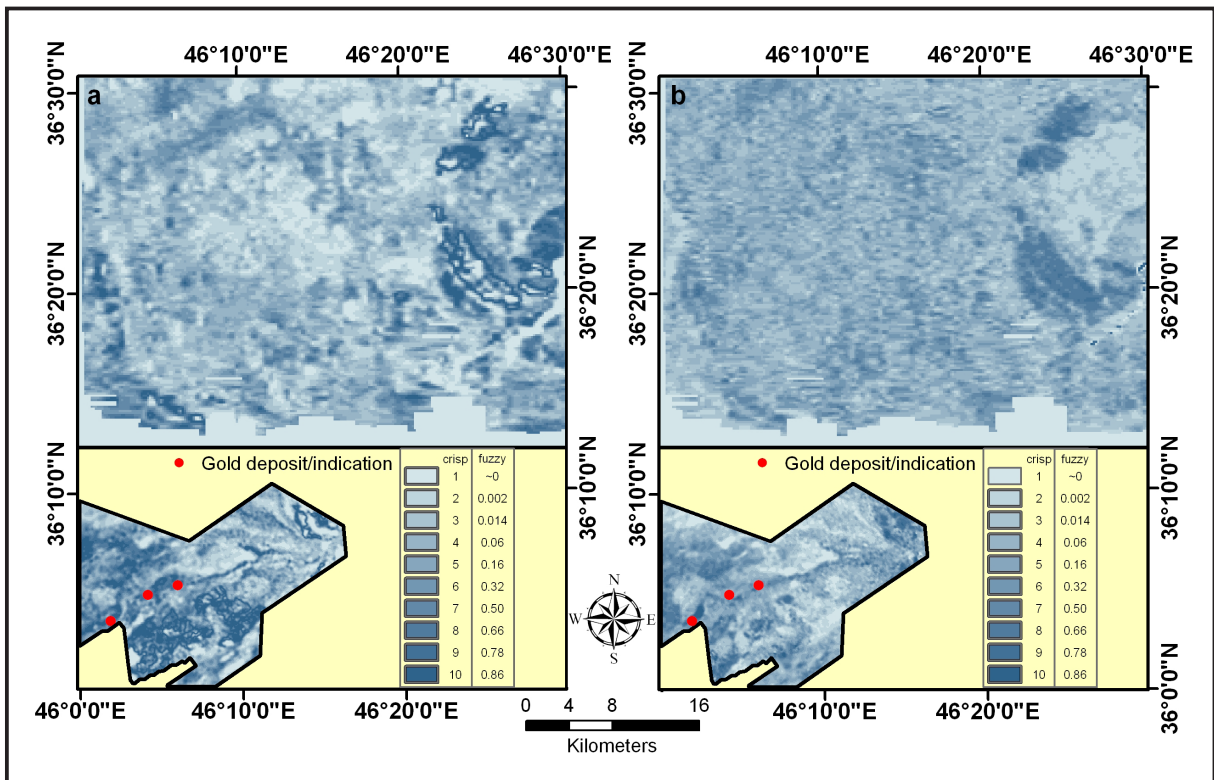 46°10'0"E 46°20'0"E 46°30'0"E 46°10'0"E 46°20'0"E 46°30'0"E
a
b
36°30'0"N
36°30'0"N
36°20'0"N
36°20'0"N
36°20'0"N
36°20'0"N
36°10'0"N
36°10'0"N
36°10'0"N
36°10'0"N
36°0'0"N
36°0'0"N
Gold deposit/indication
crisp fuzzy
1 ~0
2 0.002
3 0.014
4 0.06
5 0.16
6 0.32
7 0.50
8 0.66
9 0.78
10 0.86
N
W E
S
Gold deposit/indication
crisp fuzzy
1 ~0
2 0.002
3 0.014
4 0.06
5 0.16
6 0.32
7 0.50
8 0.66
9 0.78
10 0.86
46°0'0"E 46°10'0"E 46°20'0"E 46°10'0"E 46°20'0"E
0 4 8 16
Kilometers